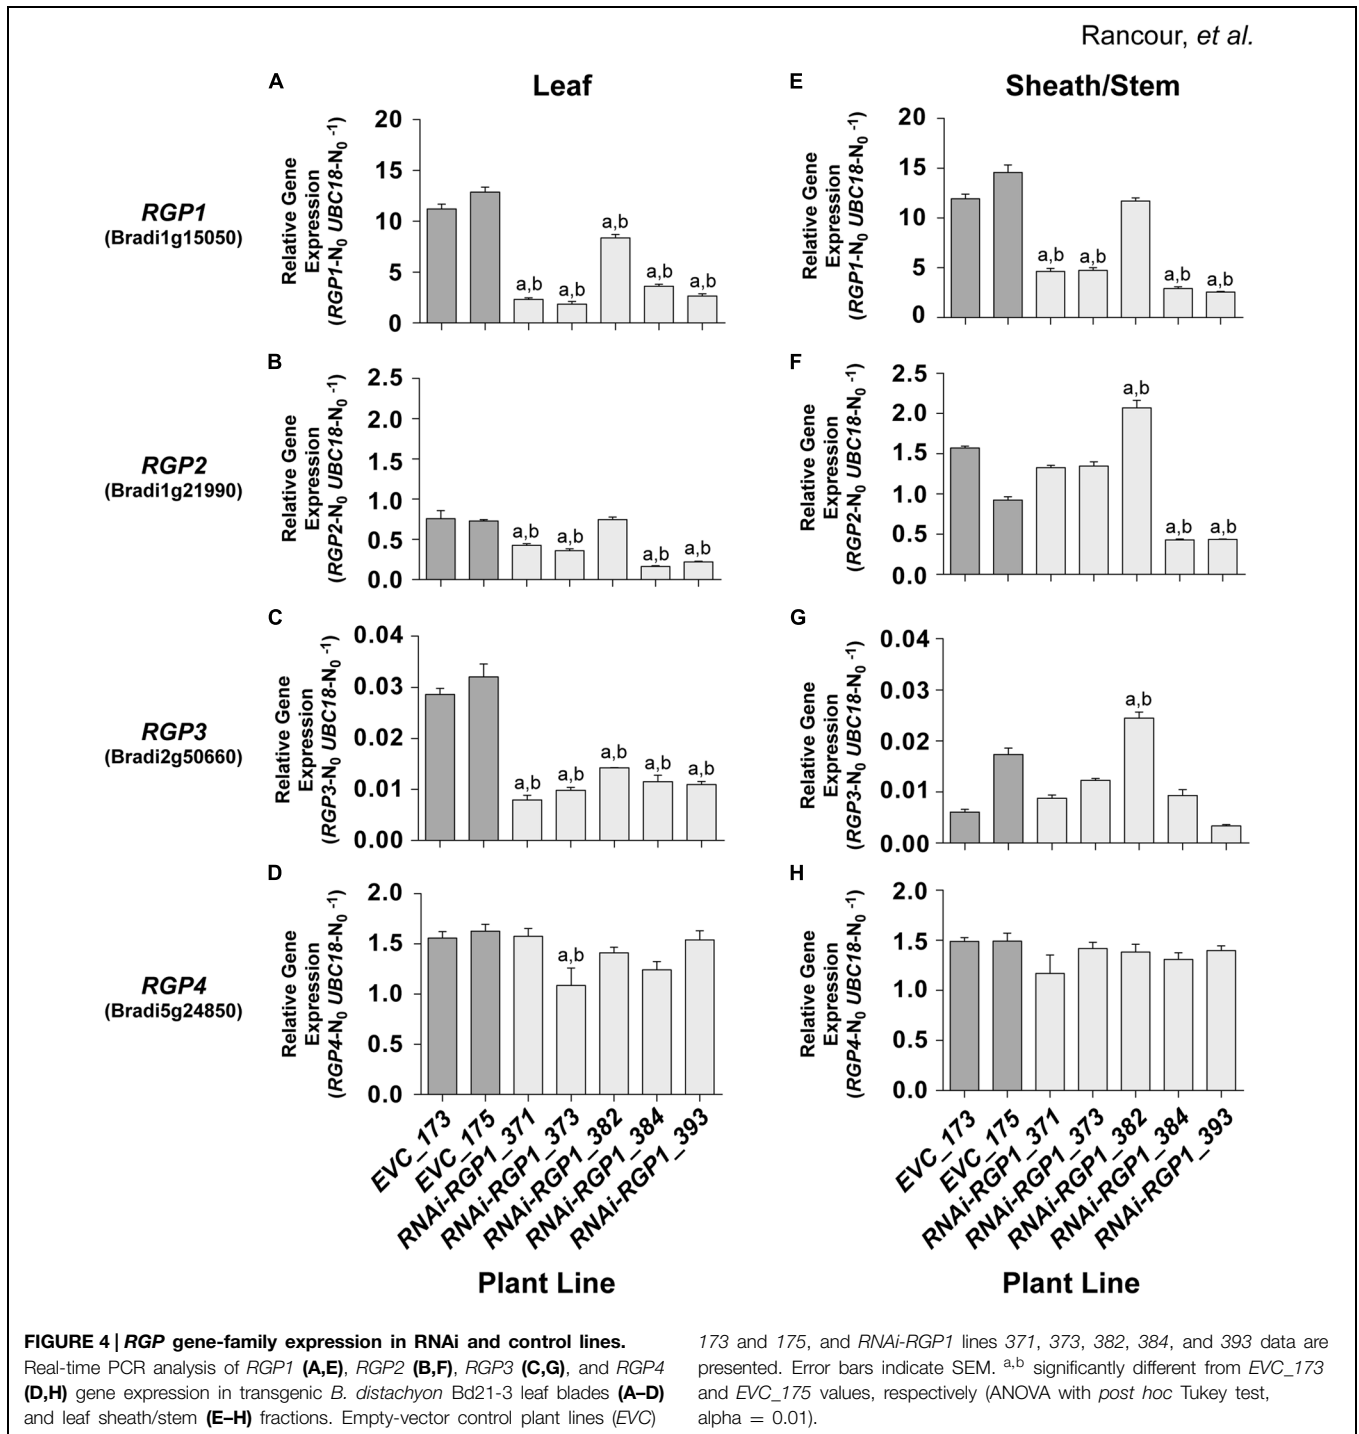 Rancour, et al.
A
Leaf
E
Sheath/Stem
RGP1
(Bradi1g15050)
Relative Gene
Expression
(RGP1-N0 UBC18-N0 -1)
20
15
10
5
0
a,b
a,b
a,b
a,b
a,b
Relative Gene
Expression
(RGP1-N0 UBC18-N0 -1)
20
15
10
5
0
a,b
a,b
a,b
a,b
B
F
RGP2
(Bradi1g21990)
Relative Gene
Expression
(RGP2-N0 UBC18-N0 -1)
2.5
2.0
1.5
1.0
0.5
0.0
a,b
a,b
a,b
a,b
Relative Gene
Expression
(RGP2-N0 UBC18-N0 -1)
2.5
2.0
1.5
1.0
0.5
0.0
a,b
a,b
a,b
C
G
RGP3
(Bradi2g50660)
Relative Gene
Expression
(RGP3-N0 UBC18-N0 -1)
0.04
0.03
0.02
0.01
0.00
a,b
a,b
a,b
a,b
a,b
Relative Gene
Expression
(RGP3-N0 UBC18-N0 -1)
0.04
0.03
0.02
0.01
0.00
a,b
D
H
RGP4
(Bradi5g24850)
Relative Gene
Expression
(RGP4-N0 UBC18-N0 -1)
2.0
1.5
1.0
0.5
0.0
a,b
Relative Gene
Expression
(RGP4-N0 UBC18-N0 -1)
2.0
1.5
1.0
0.5
0.0
EVC_173
EVC_175
RNAi-RGP1_371
RNAi-RGP1_373
RNAi-RGP1_382
RNAi-RGP1_384
RNAi-RGP1_393
EVC_173
EVC_175
RNAi-RGP1_371
RNAi-RGP1_373
RNAi-RGP1_382
RNAi-RGP1_384
RNAi-RGP1_393
Plant Line
Plant Line
FIGURE 4 | RGP gene-family expression in RNAi and control lines.
Real-time PCR analysis of RGP1 (A,E), RGP2 (B,F), RGP3 (C,G), and RGP4
(D,H) gene expression in transgenic B. distachyon Bd21-3 leaf blades (A–D)
and leaf sheath/stem (E–H) fractions. Empty-vector control plant lines (EVC)
173 and 175, and RNAi-RGP1 lines 371, 373, 382, 384, and 393 data are
presented. Error bars indicate SEM. a,b significantly different from EVC_173
and EVC_175 values, respectively (ANOVA with post hoc Tukey test,
alpha = 0.01).